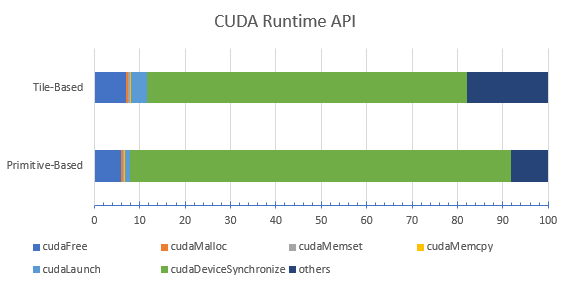 CUDA Runtime API
Tile-Based
Primitive-Based
0 10 20 30 40 50 60 70 80 90 100
cudaFree cudaMalloc cudaMemset cudaMemcpy
cudaLaunch cudaDeviceSynchronize others